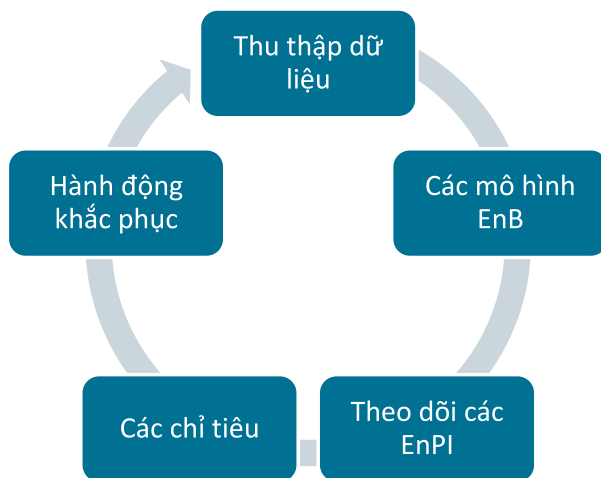 Thu thập dữ
liệu
Các mô hình
EnB
Theo dõi các
EnPI
Các chỉ tiêu
Hành động
khắc phục